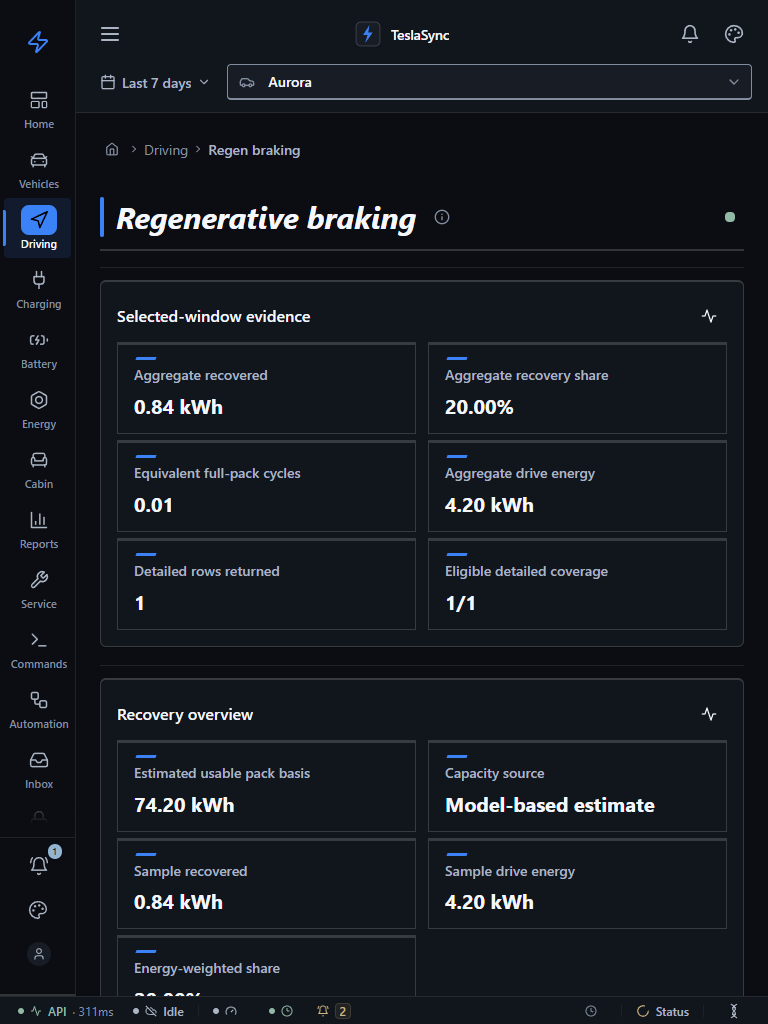 TeslaSync
Last 7 days
Aurora
Home
Vehicles
Driving
Charging
Battery
Energy
Cabin
Reports
Service
Commands
Automation
Inbox
1
Driving
Regen braking
Regenerative braking
Selected-window evidence
Aggregate recovered
0.84 kWh
Aggregate recovery share
20.00%
Equivalent full-pack cycles
0.01
Aggregate drive energy
4.20 kWh
Detailed rows returned
1
Eligible detailed coverage
1/1
Recovery overview
Estimated usable pack basis
74.20 kWh
Capacity source
Model-based estimate
Sample recovered
0.84 kWh
Sample drive energy
4.20 kWh
Energy-weighted share
API · 311ms
Idle
2
Status